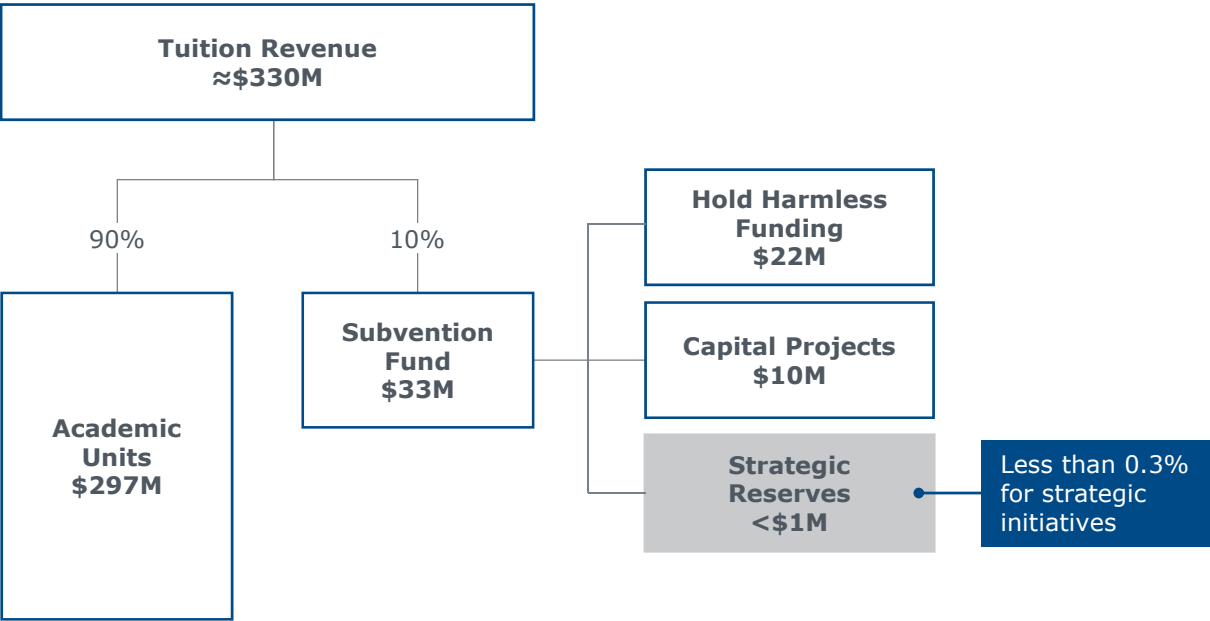 Tuition Revenue
≈$330M
90%
10%
Academic
Units
$297M
Subvention
Fund
$33M
Hold Harmless
Funding
$22M
Capital Projects
$10M
Strategic
Reserves
<$1M
Less than 0.3%
for strategic
initiatives